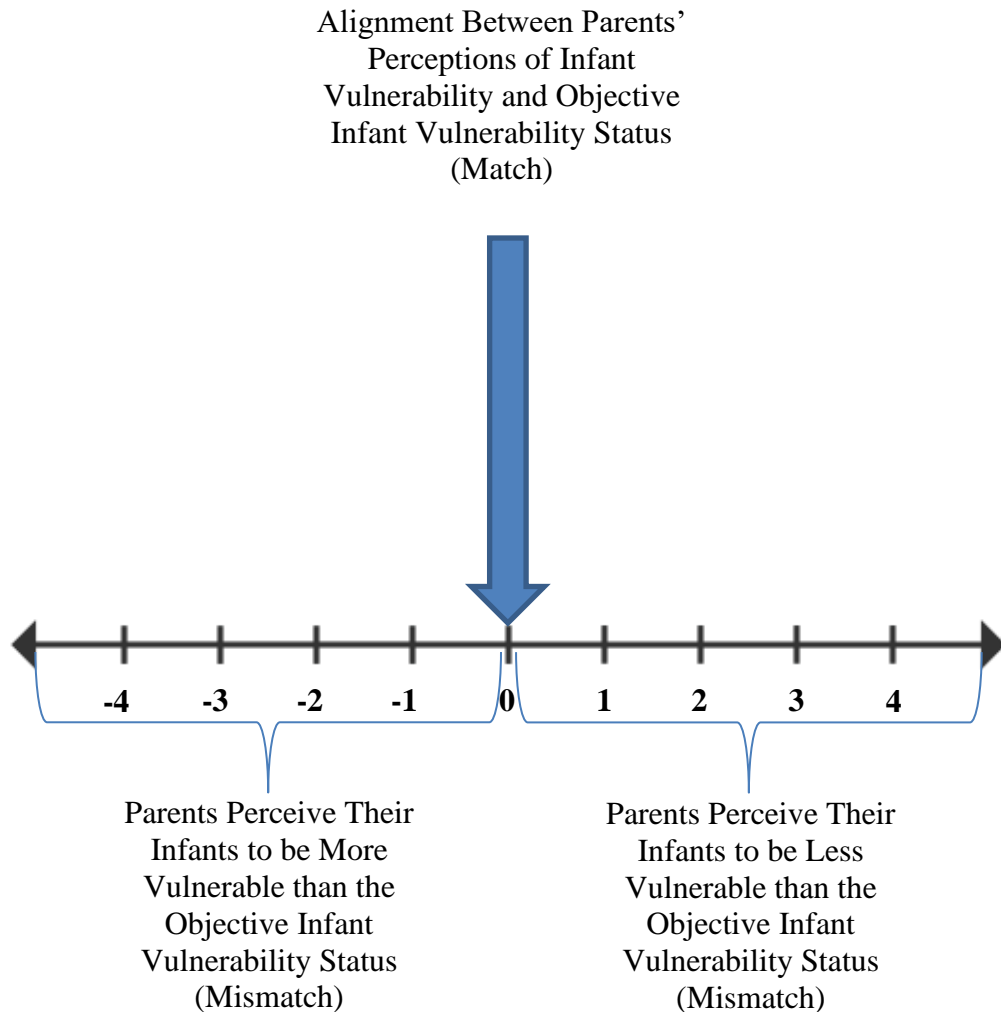 Alignment Between Parents’
Perceptions of Infant
Vulnerability and Objective
Infant Vulnerability Status
(Match)
-4 -3 -2 -1 0 1 2 3 4
Parents Perceive Their
Infants to be More
Vulnerable than the
Objective Infant
Vulnerability Status
(Mismatch)
Parents Perceive Their
Infants to be Less
Vulnerable than the
Objective Infant
Vulnerability Status
(Mismatch)